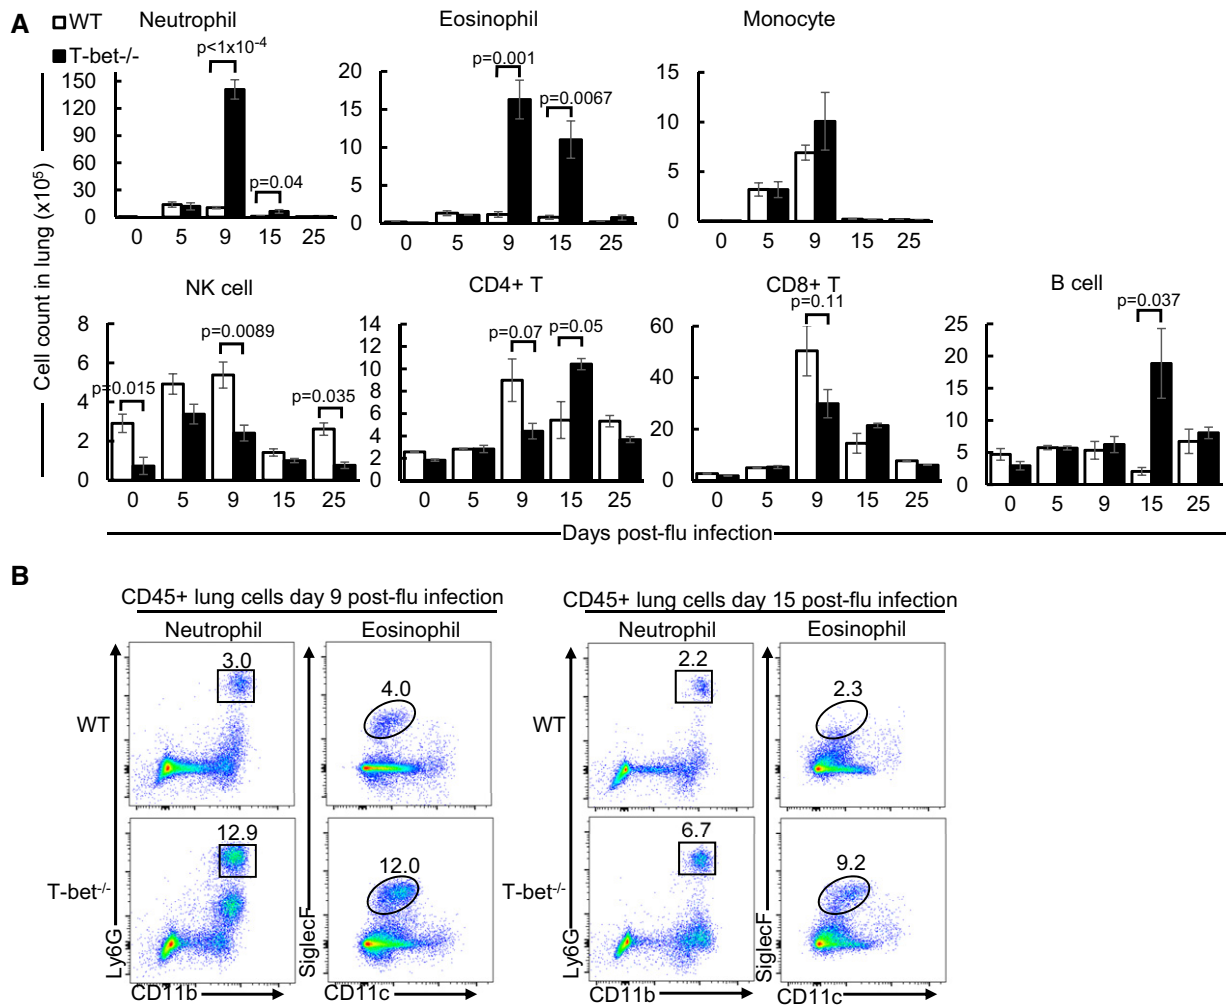 A
WT
T-bet-/-
Neutrophil
Eosinophil
Monocyte
Cell count in lung (x10⁵)
p<1x10⁻⁴
p=0.04
150
120
90
60
30
0
0 5 9 15 25
p=0.001
p=0.0067
20
15
10
5
0
0 5 9 15 25
15
10
5
0
0 5 9 15 25
NK cell
CD4+ T
CD8+ T
B cell
p=0.015
p=0.0089
p=0.035
8
6
4
2
0
0 5 9 15 25
p=0.07
p=0.05
14
12
10
8
6
4
2
0
0 5 9 15 25
p=0.11
60
40
20
0
0 5 9 15 25
p=0.037
25
20
15
10
5
0
0 5 9 15 25
Days post-flu infection
B
CD45+ lung cells day 9 post-flu infection
Neutrophil
Eosinophil
WT
3.0
4.0
T-bet⁻/⁻
12.9
12.0
Ly6G
SiglecF
CD11b
CD11c
CD45+ lung cells day 15 post-flu infection
Neutrophil
Eosinophil
WT
2.2
2.3
T-bet⁻/⁻
6.7
9.2
Ly6G
SiglecF
CD11b
CD11c